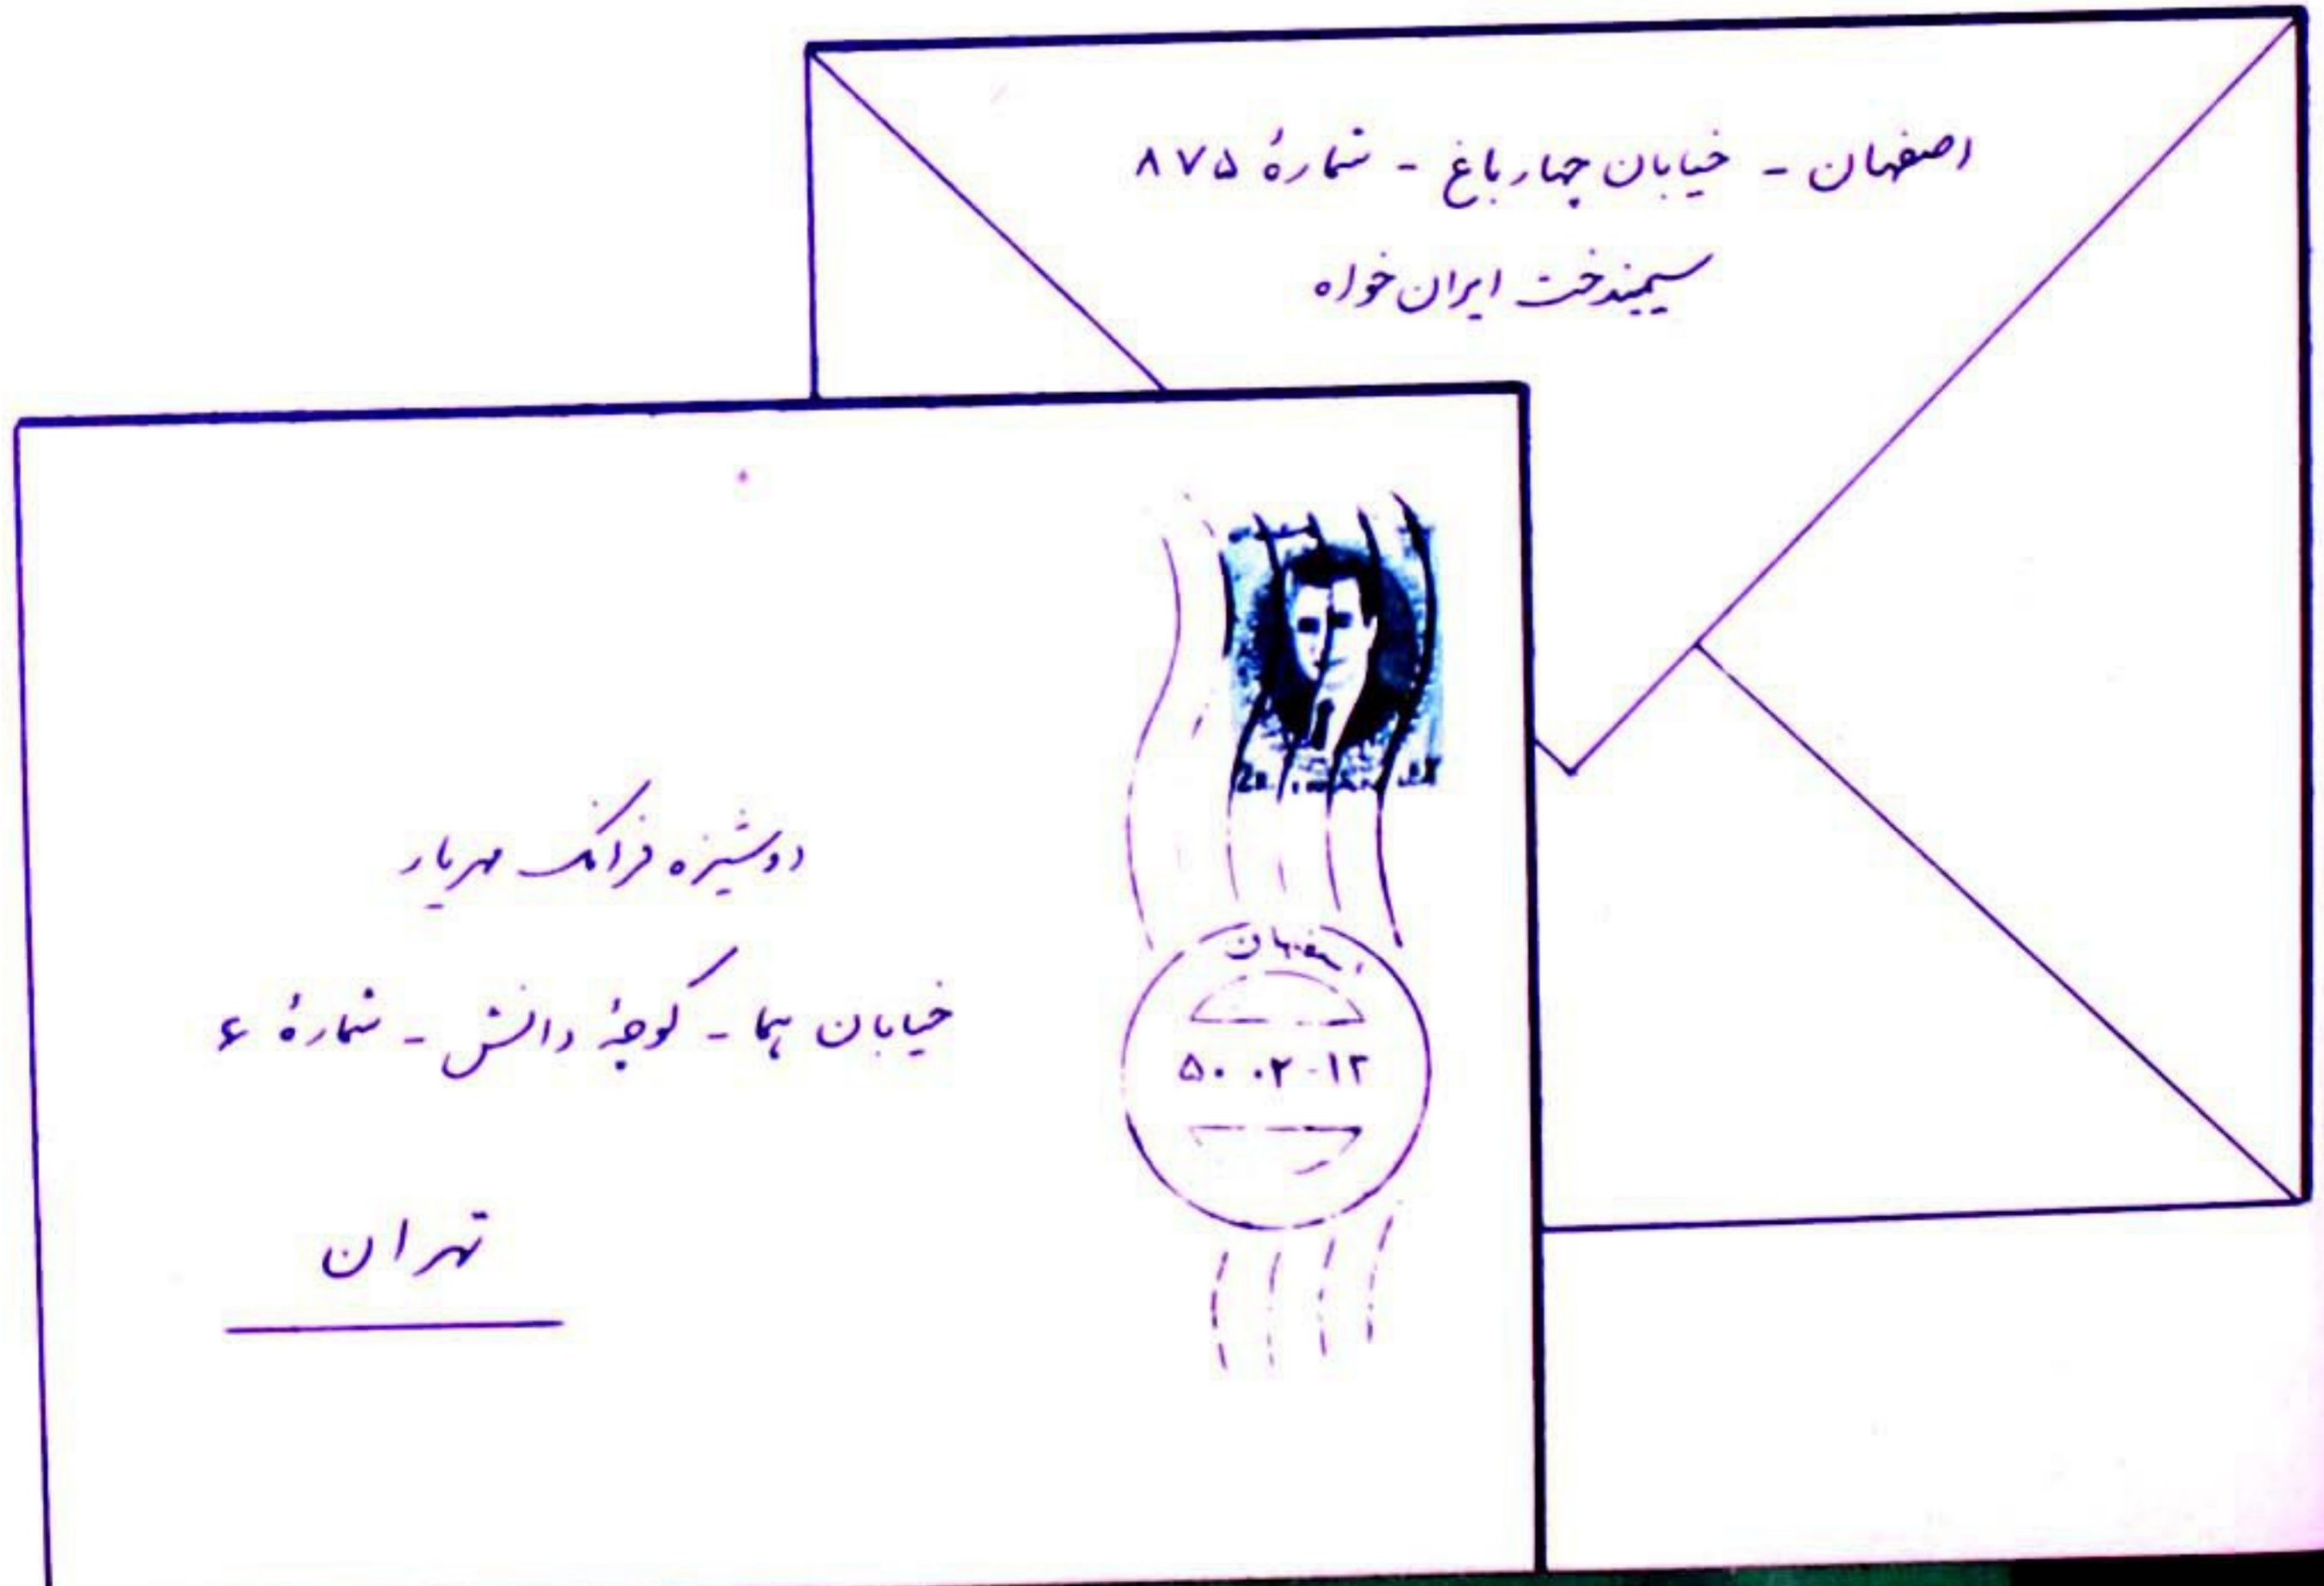 اصفهان - خیابان چهارباغ - شمارهٔ ۸۷۵
سیمیندخت ایران‌خواه
دوشیزه فرانک مهریار
خیابان هما - کوچهٔ دانش - شمارهٔ ۶
تهران
اصفهان
۵۰ ۰۲ - ۱۲